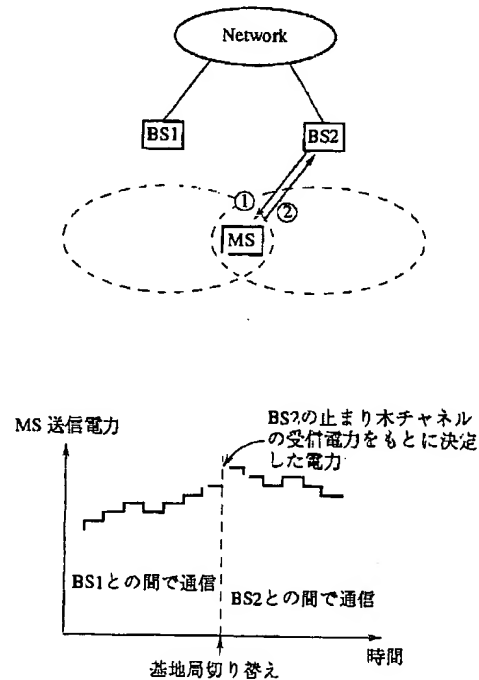 Network
BS1
BS2
①
②
MS
MS 送信電力
BS2の止まり木チャネル
の受信電力をもとに決定
した電力
BS1との間で通信
BS2との間で通信
時間
基地局切り替え